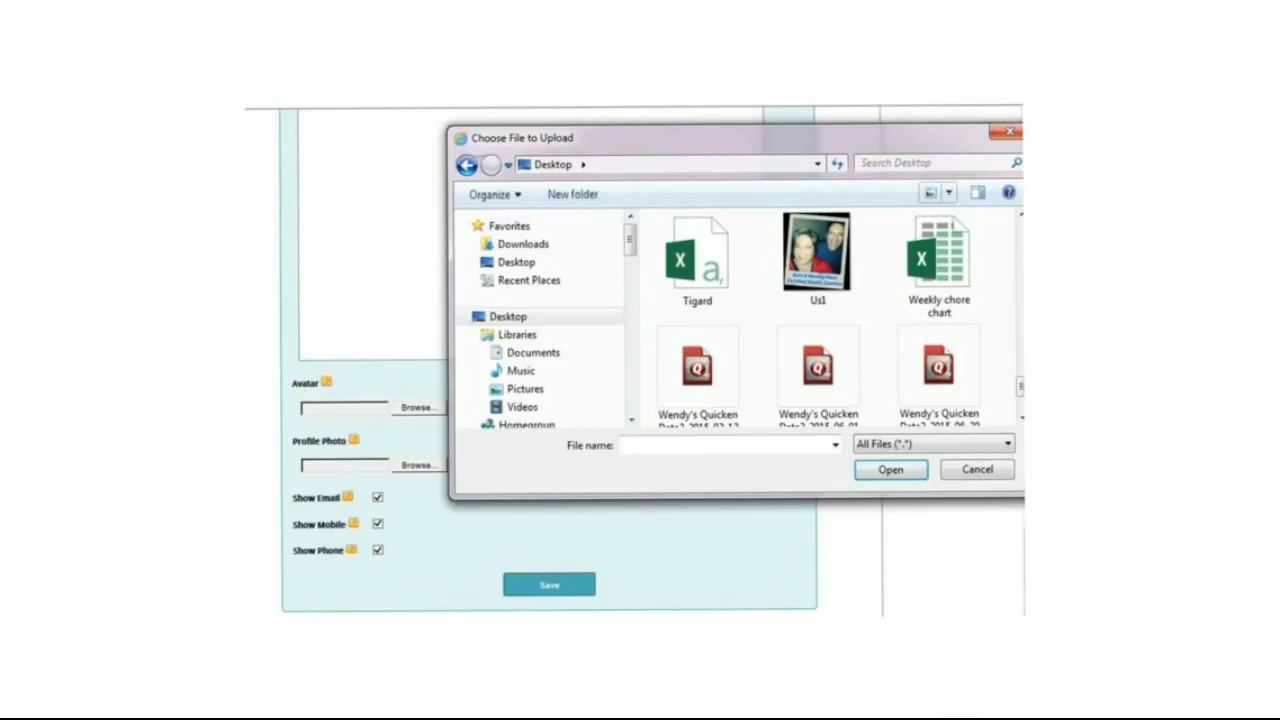 Choose File to Upload
Desktop
Search Desktop
Organize
New folder
Favorites
Downloads
Desktop
Recent Places
Desktop
Libraries
Documents
Music
Pictures
Videos
Homegroup
Tigard
Us1
Weekly chore
chart
Wendy's Quicken
Wendy's Quicken
Wendy's Quicken
File name:
All Files (*.*)
Open
Cancel
Avatar
Browse...
Profile Photo
Browse...
Show Email
Show Mobile
Show Phone
Save